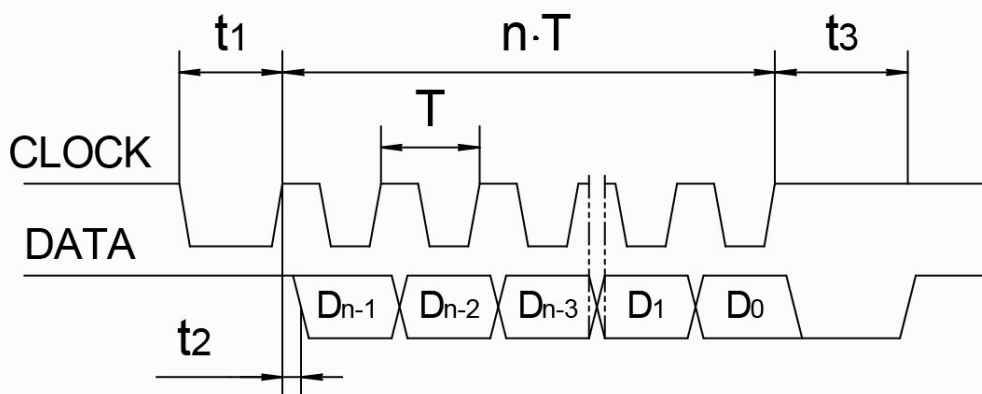 t1 n·T t3
T
CLOCK
DATA
Dn-1 Dn-2 Dn-3 D1 D0
t2